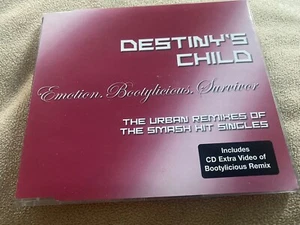 DESTINY'S
CHILD
Emotion. Bootylicious. Survivor
THE URBAN REMIXES OF
THE SMASH HIT SINGLES
Includes
CD Extra Video of
Bootylicious Remix